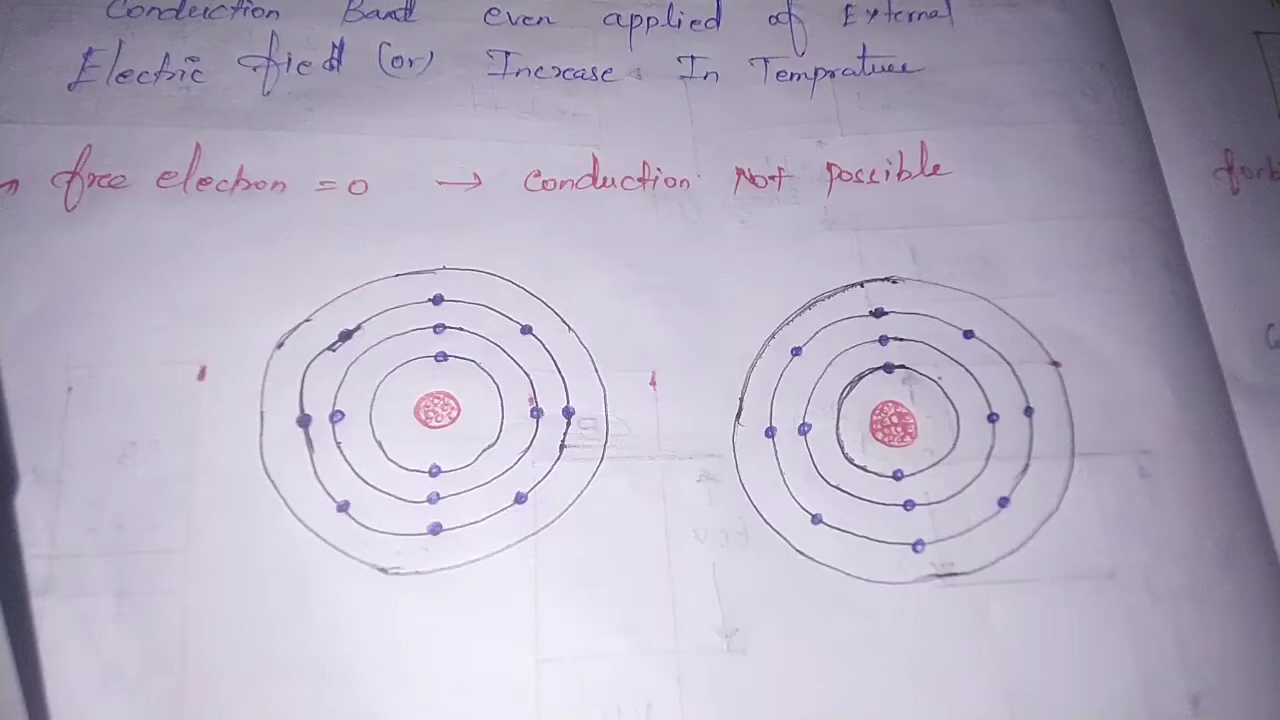 Conduction Band even applied of External
Electric field (or) Increase In Temprature
free electron = 0 → Conduction Not possible